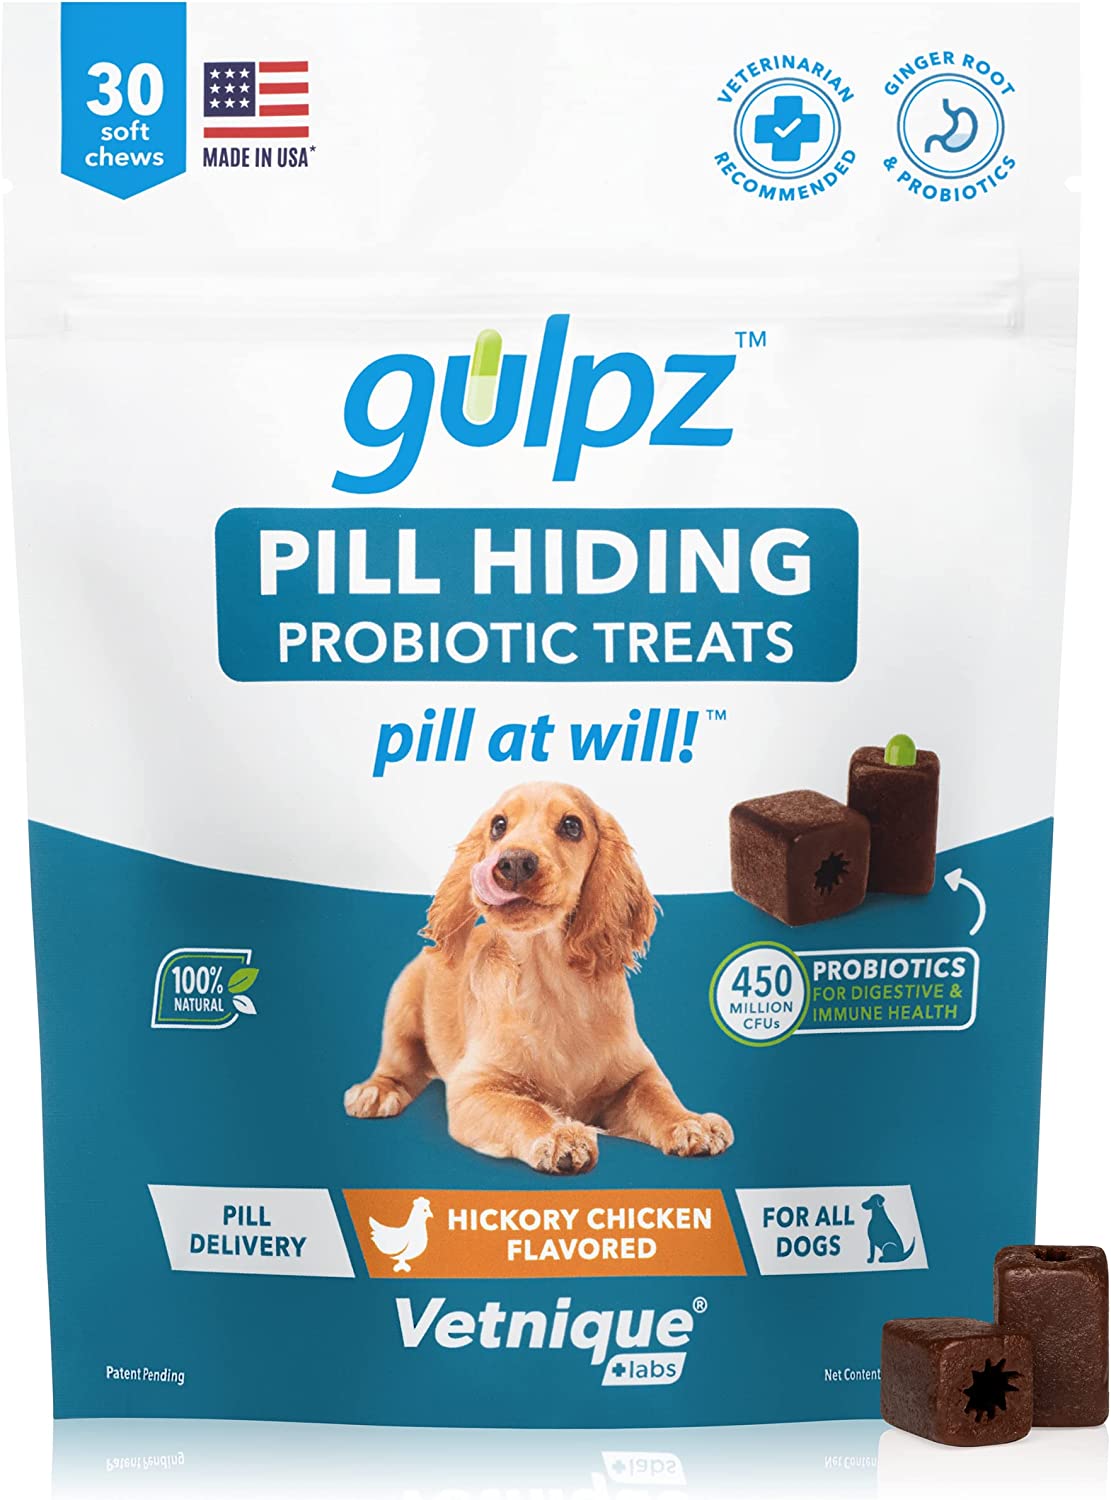 30
soft
chews
MADE IN USA*
VETERINARIAN
RECOMMENDED
GINGER ROOT
& PROBIOTICS
gulpz™
PILL HIDING
PROBIOTIC TREATS
pill at will!™
100%
NATURAL
450
MILLION
CFUs
PROBIOTICS
FOR DIGESTIVE &
IMMUNE HEALTH
PILL
DELIVERY
HICKORY CHICKEN
FLAVORED
FOR ALL
DOGS
Vetnique®
+labs
Patent Pending
Net Content